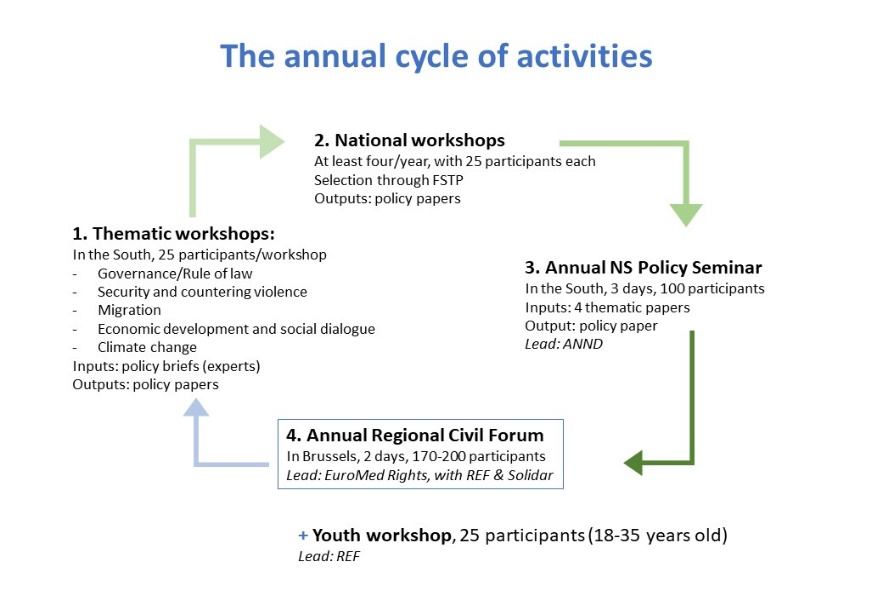 The annual cycle of activities
2. National workshops
At least four/year, with 25 participants each
Selection through FSTP
Outputs: policy papers
1. Thematic workshops:
In the South, 25 participants/workshop
- Governance/Rule of law
- Security and countering violence
- Migration
- Economic development and social dialogue
- Climate change
Inputs: policy briefs (experts)
Outputs: policy papers
3. Annual NS Policy Seminar
In the South, 3 days, 100 participants
Inputs: 4 thematic papers
Output: policy paper
Lead: ANND
4. Annual Regional Civil Forum
In Brussels, 2 days, 170-200 participants
Lead: EuroMed Rights, with REF & Solidar
+ Youth workshop, 25 participants (18-35 years old)
Lead: REF